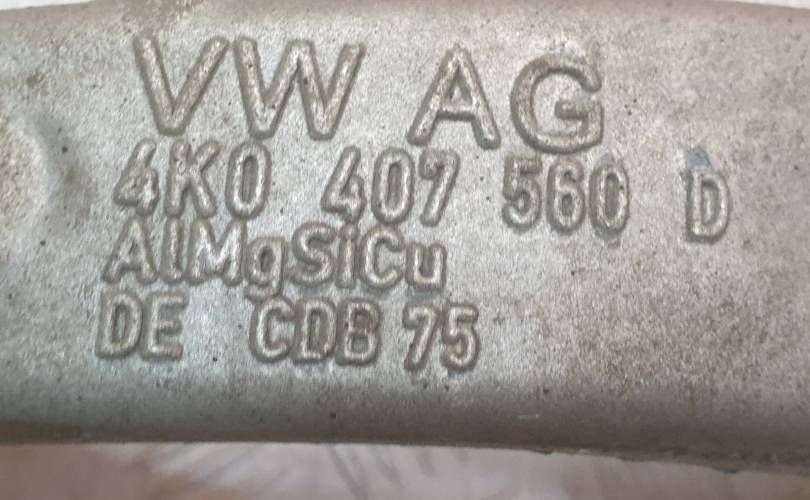 VW AG
4K0 407 560 D
AlMgSiCu
DE CDB 75